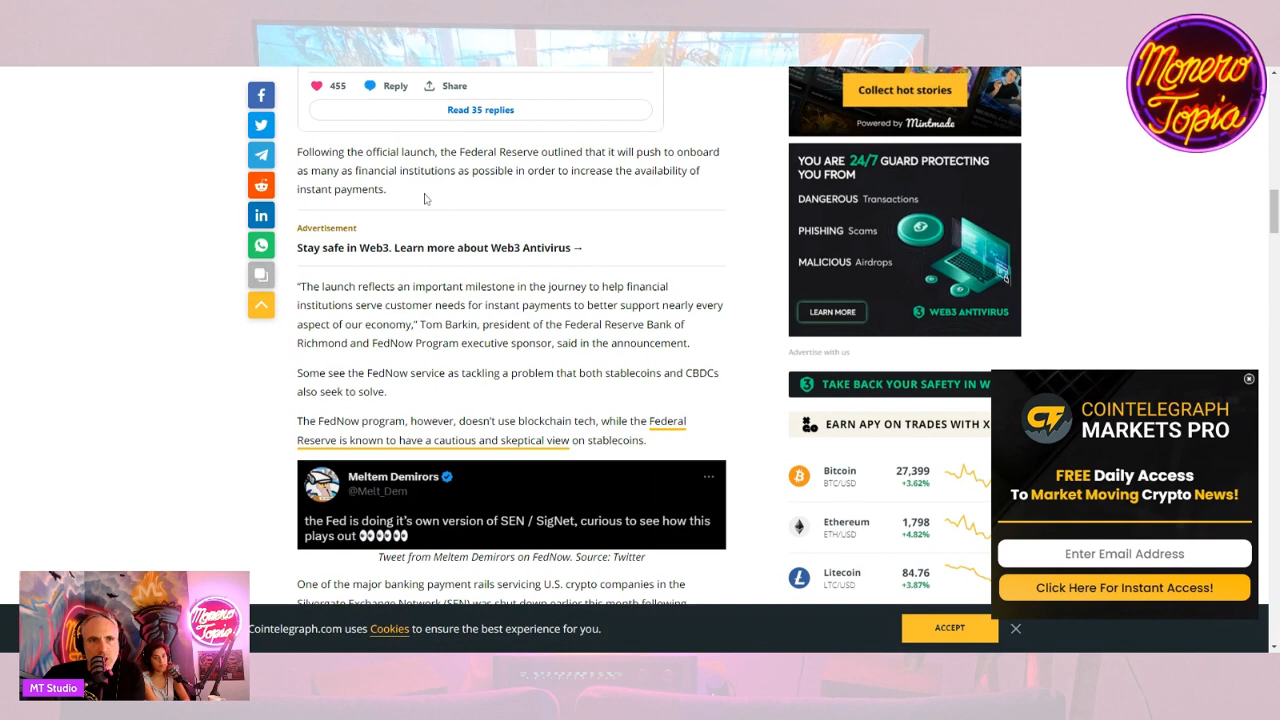 Monero
Topia
455 Reply Share
Read 35 replies
Following the official launch, the Federal Reserve outlined that it will push to onboard
as many as financial institutions as possible in order to increase the availability of
instant payments.
Advertisement
Stay safe in Web3. Learn more about Web3 Antivirus →
“The launch reflects an important milestone in the journey to help financial
institutions serve customer needs for instant payments to better support nearly every
aspect of our economy,” Tom Barkin, president of the Federal Reserve Bank of
Richmond and FedNow Program executive sponsor, said in the announcement.
Some see the FedNow service as tackling a problem that both stablecoins and CBDCs
also seek to solve.
The FedNow program, however, doesn't use blockchain tech, while the Federal
Reserve is known to have a cautious and skeptical view on stablecoins.
Meltem Demirors
@Melt_Dem
the Fed is doing it's own version of SEN / SigNet, curious to see how this
plays out 👀👀👀👀
Tweet from Meltem Demirors on FedNow. Source: Twitter
One of the major banking payment rails servicing U.S. crypto companies in the
Silvergate Exchange Network (SEN) was shut down earlier this month following
Collect hot stories
Powered by Mintmade
YOU ARE 24/7 GUARD PROTECTING
YOU FROM
DANGEROUS Transactions
PHISHING Scams
MALICIOUS Airdrops
LEARN MORE
WEB3 ANTIVIRUS
Advertise with us
TAKE BACK YOUR SAFETY IN W
EARN APY ON TRADES WITH X
Bitcoin 27,399
BTC/USD +3.62%
Ethereum 1,798
ETH/USD +4.82%
Litecoin 84.76
LTC/USD +3.87%
COINTELEGRAPH
MARKETS PRO
FREE Daily Access
To Market Moving Crypto News!
Enter Email Address
Click Here For Instant Access!
Cointelegraph.com uses Cookies to ensure the best experience for you.
ACCEPT
Monero
Topia
MT Studio